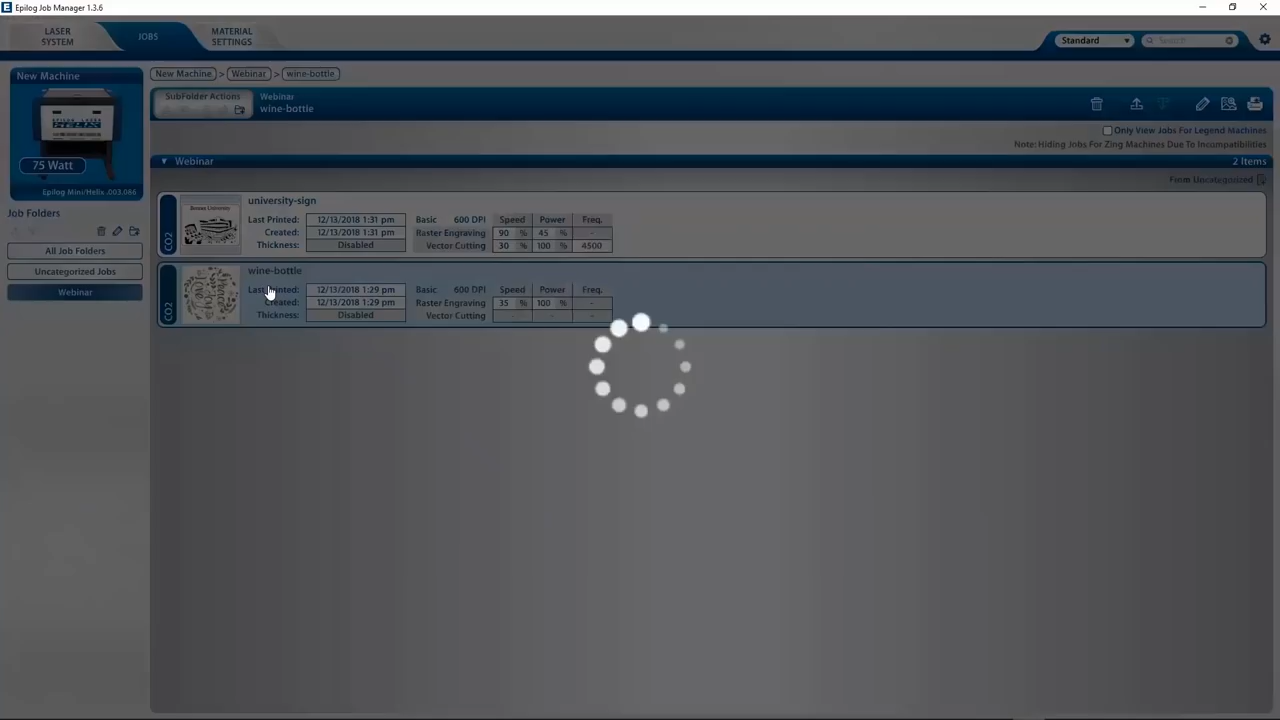 Epilog Job Manager 1.3.6
LASER
SYSTEM
JOBS
MATERIAL
SETTINGS
Standard
Search
New Machine
75 Watt
Epilog Mini/Helix .003.066
Job Folders
All Job Folders
Uncategorized Jobs
Webinar
New Machine > Webinar > wine-bottle
SubFolder Actions
Webinar
wine-bottle
Only View Jobs For Legend Machines
Note: Hiding Jobs For Zing Machines Due To Incompatibilities
Webinar
2 Items
From Uncategorized
CO2
university-sign
Last Printed: 12/13/2018 1:31 pm Basic 600 DPI Speed Power Freq.
Created: 12/13/2018 1:31 pm Raster Engraving 90 % 45 % -
Thickness: Disabled Vector Cutting 30 % 100 % 4500
CO2
wine-bottle
Last Printed: 12/13/2018 1:29 pm Basic 600 DPI Speed Power Freq.
Created: 12/13/2018 1:29 pm Raster Engraving 35 % 100 % -
Thickness: Disabled Vector Cutting - - -